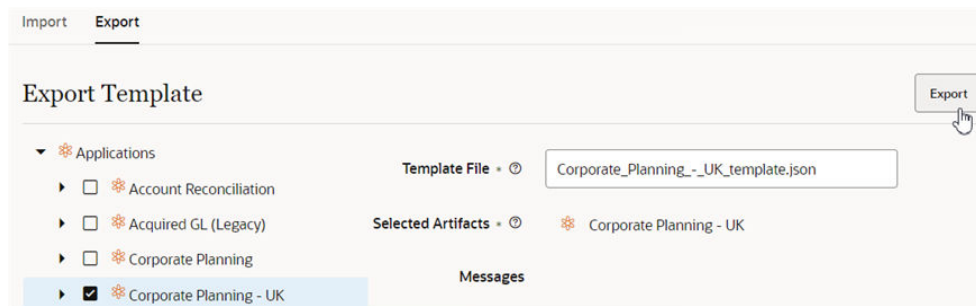 Import Export
Export Template
Export
Applications
Account Reconciliation
Acquired GL (Legacy)
Corporate Planning
Corporate Planning - UK
Template File * ?
Corporate_Planning_-_UK_template.json
Selected Artifacts * ?
Corporate Planning - UK
Messages